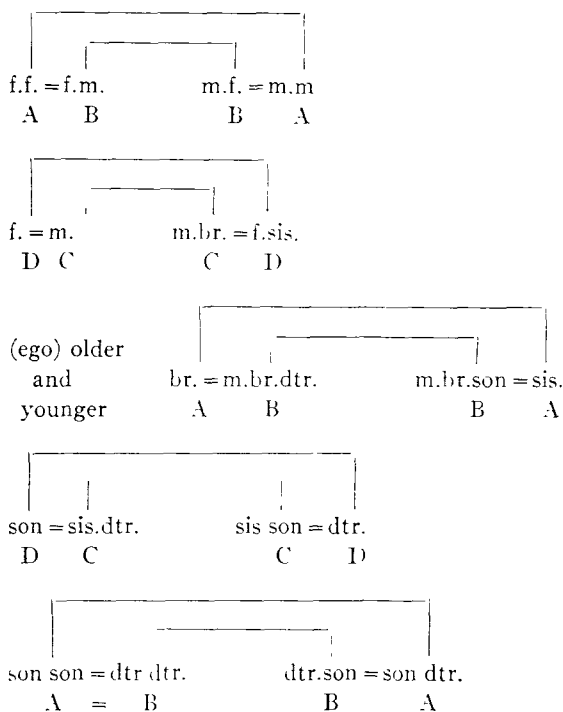 f.f. = f.m. m.f. = m.m
A B B A
f. = m. m.br. = f.sis.
D C C D
(ego) older
and br. = m.br.dtr. m.br.son = sis.
younger A B B A
son = sis.dtr. sis son = dtr.
D C C D
son son = dtr dtr. dtr.son = son dtr.
A = B B A